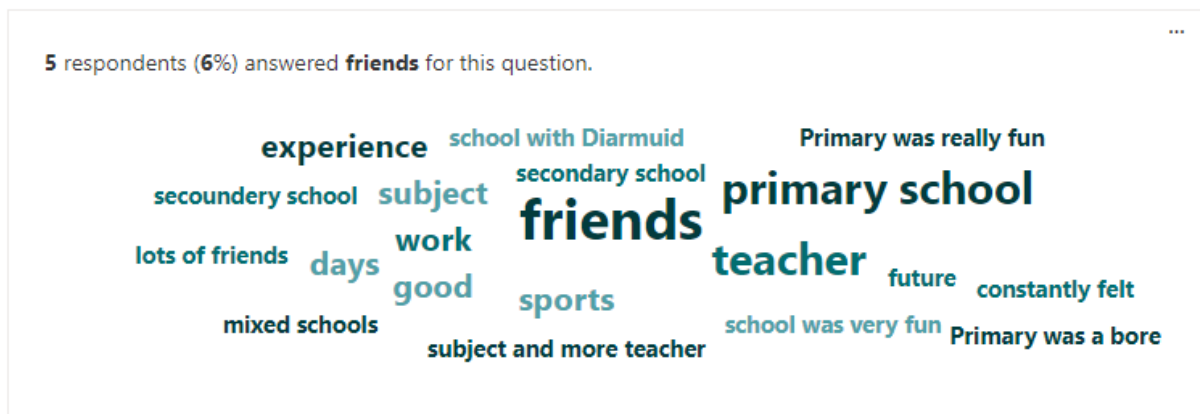 ...
5 respondents (6%) answered friends for this question.
experience
school with Diarmuid
Primary was really fun
secoundery school
subject
secondary school
primary school
friends
work
lots of friends
days
teacher
good
future
constantly felt
sports
mixed schools
school was very fun
Primary was a bore
subject and more teacher